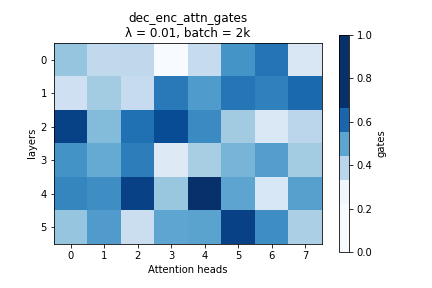 dec_enc_attn_gates
λ = 0.01, batch = 2k
0
1
2
3
4
5
layers
0 1 2 3 4 5 6 7
Attention heads
1.0
0.8
0.6
0.4
0.2
0.0
gates